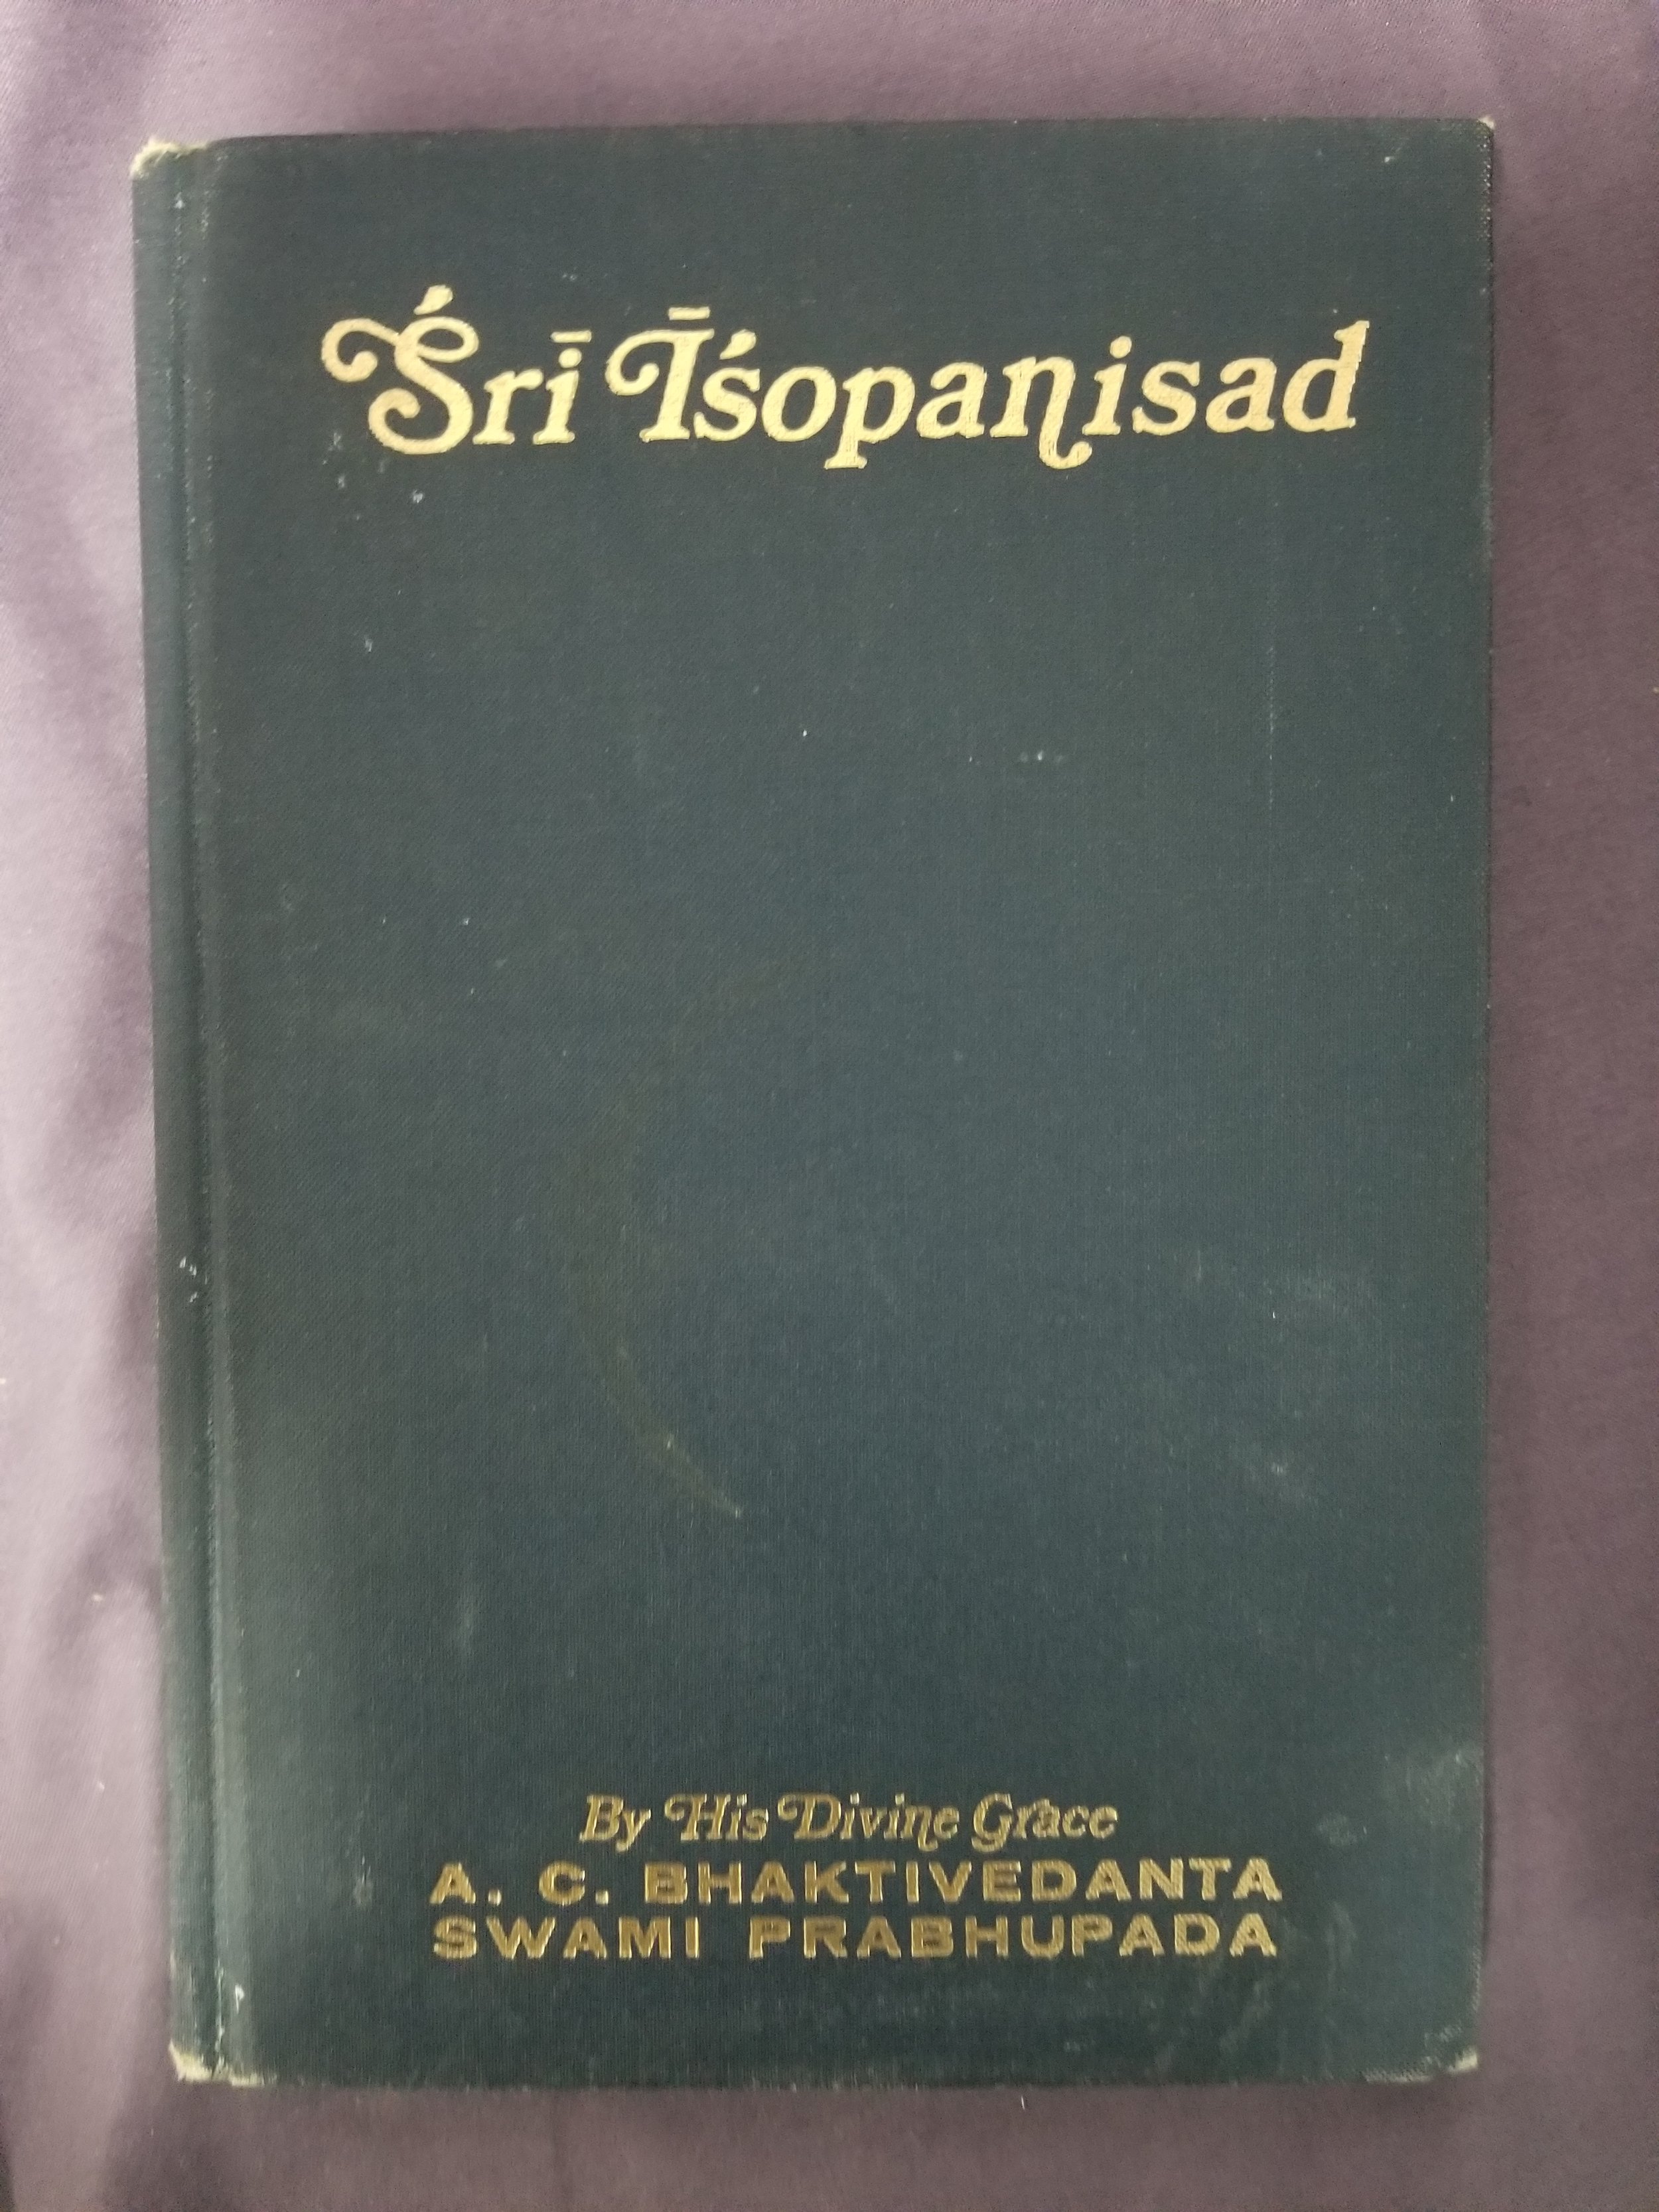 Śrī Īśopanisad
By His Divine Grace
A. C. BHAKTIVEDANTA
SWAMI PRABHUPADA